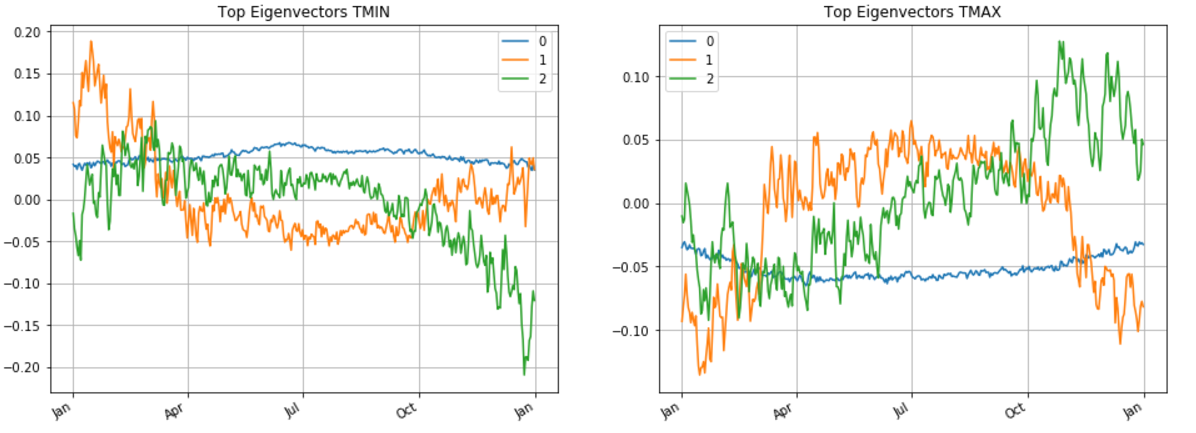 Top Eigenvectors TMIN
0.20
0.15
0.10
0.05
0.00
−0.05
−0.10
−0.15
−0.20
0
1
2
Jan
Apr
Jul
Oct
Jan
Top Eigenvectors TMAX
0.10
0.05
0.00
−0.05
−0.10
0
1
2
Jan
Apr
Jul
Oct
Jan